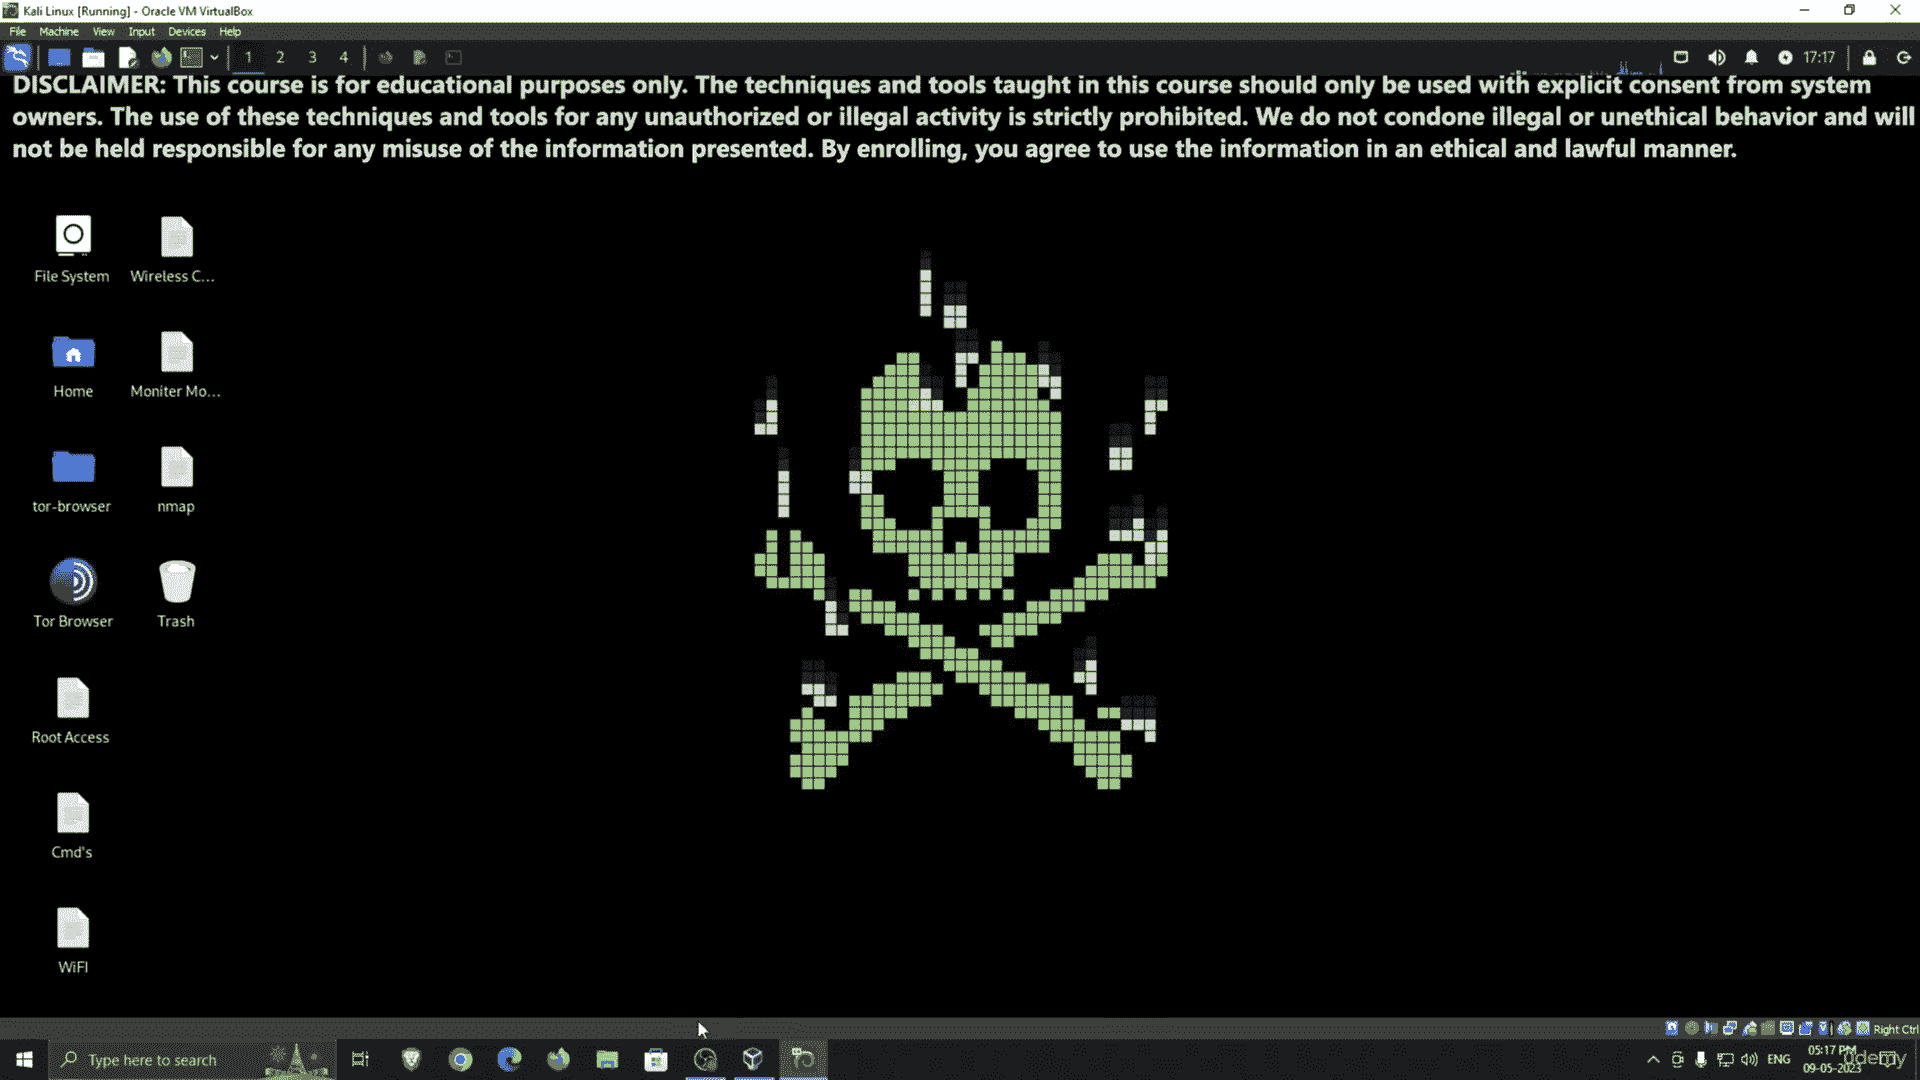 Kali Linux [Running] - Oracle VM VirtualBox
File Machine View Input Devices Help
1 2 3 4
17:17
DISCLAIMER: This course is for educational purposes only. The techniques and tools taught in this course should only be used with explicit consent from system
owners. The use of these techniques and tools for any unauthorized or illegal activity is strictly prohibited. We do not condone illegal or unethical behavior and will
not be held responsible for any misuse of the information presented. By enrolling, you agree to use the information in an ethical and lawful manner.
File System
Wireless C...
Home
Moniter Mo...
tor-browser
nmap
Tor Browser
Trash
Root Access
Cmd's
WiFI
Right Ctrl
Type here to search
ENG
05:17 PM
09-05-2023
udemy